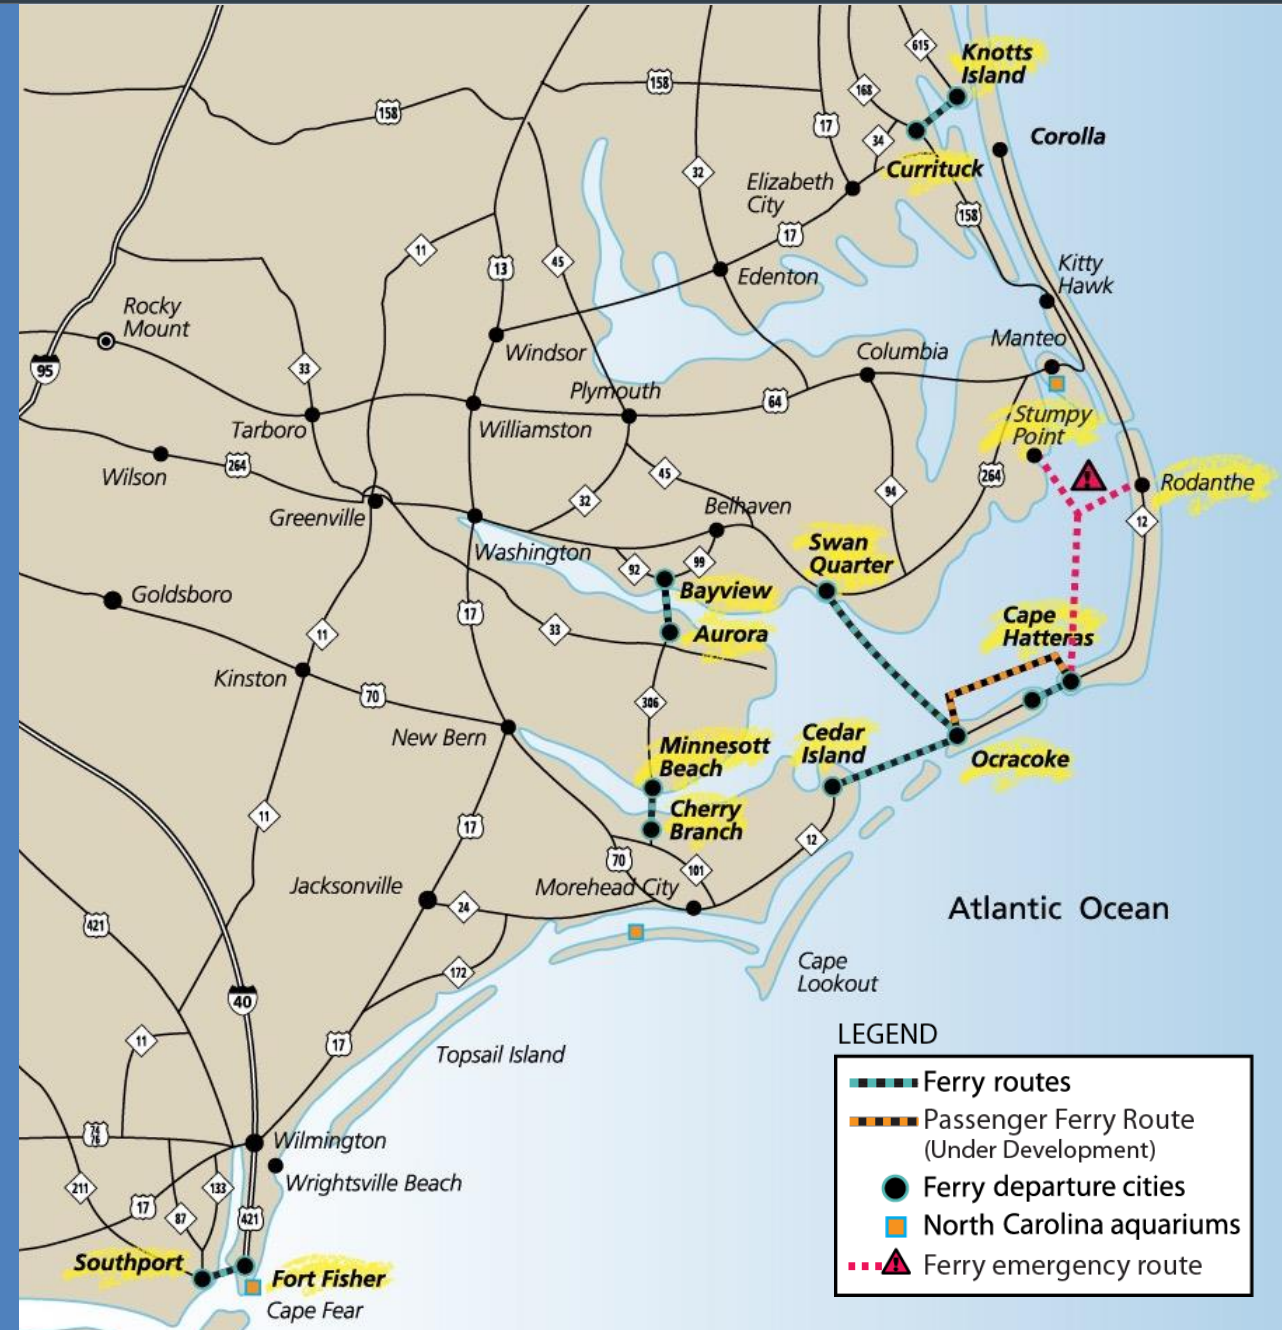 615
Knotts
Island
158
168
158
17
34
Corolla
Currituck
32
Elizabeth
City
158
17
11
13
45
Edenton
Kitty
Hawk
Rocky
Mount
Manteo
Windsor
Columbia
95
33
Plymouth
64
Stumpy
Point
Tarboro
Williamston
Wilson
264
45
264
Rodanthe
32
94
Belhaven
Greenville
12
Washington
Swan
Quarter
92
99
Bayview
Goldsboro
17
Cape
Hatteras
11
33
Aurora
Kinston
70
306
New Bern
Minnesott
Beach
Cedar
Island
Ocracoke
11
17
Cherry
Branch
12
70
101
Jacksonville
24
Morehead City
Atlantic Ocean
421
172
Cape
Lookout
40
11
17
Topsail Island
LEGEND
Ferry routes
Passenger Ferry Route
(Under Development)
Ferry departure cities
North Carolina aquariums
Ferry emergency route
74
76
Wilmington
Wrightsville Beach
211
17
87
133
421
Southport
Fort Fisher
Cape Fear